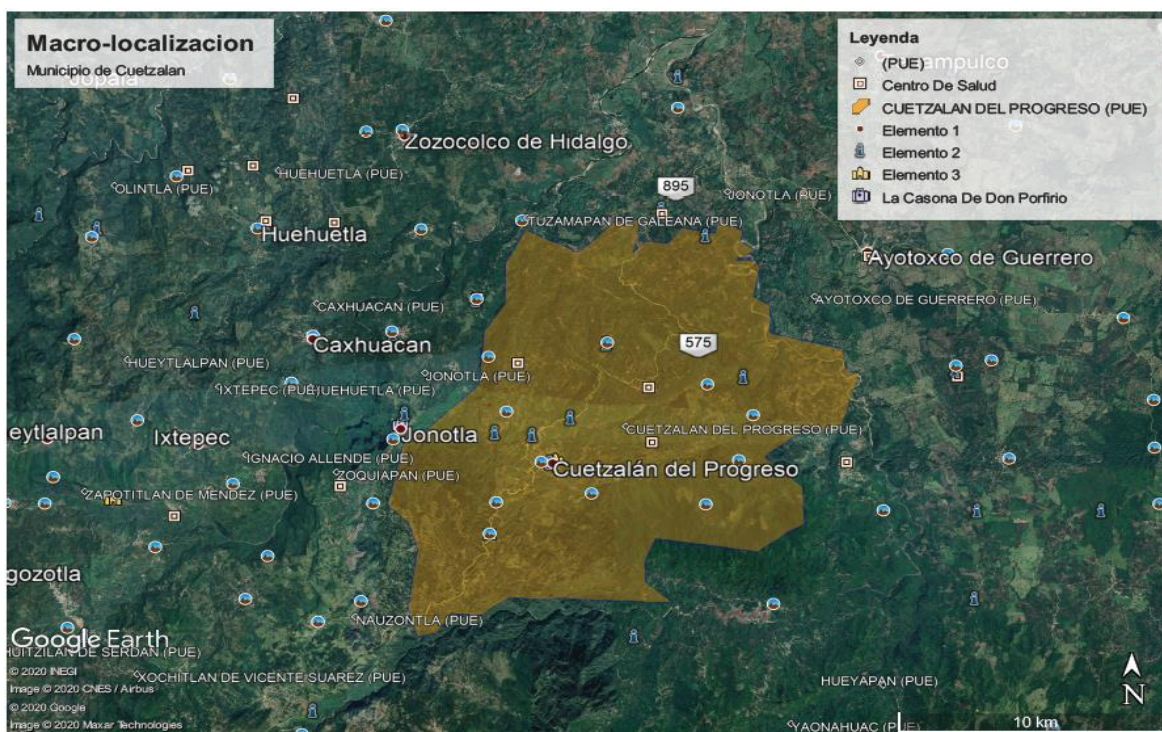 Macro-localizacion
Municipio de Cuetzalan
Leyenda
(PUE)
Centro De Salud
CUETZALAN DEL PROGRESO (PUE)
Elemento 1
Elemento 2
Elemento 3
La Casona De Don Porfirio
ampulco
Jopala
Zozocolco de Hidalgo
HUEHUETLA (PUE)
OLINTLA (PUE)
895
JONOTLA (PUE)
TUZAMAPAN DE GALEANA (PUE)
Huehuetla
Ayotoxco de Guerrero
CAXHUACAN (PUE)
AYOTOXCO DE GUERRERO (PUE)
Caxhuacan
575
HUEYTLALPAN (PUE)
JONOTLA (PUE)
IXTEPEC (PUE)
HUEHUETLA (PUE)
eytlalpan
Ixtepec
Jonotla
CUETZALAN DEL PROGRESO (PUE)
IGNACIO ALLENDE (PUE)
Cuetzalán del Progreso
ZOQUIAPAN (PUE)
ZAPOTITLAN DE MENDEZ (PUE)
gozotla
NAUZONTLA (PUE)
Google Earth
HUITZILAN DE SERDAN (PUE)
© 2020 INEGI
XOCHITLAN DE VICENTE SUAREZ (PUE)
HUEYAPAN (PUE)
Image © 2020 CNES / Airbus
© 2020 Google
Image © 2020 Maxar Technologies
YAONAHUAC (PUE)
10 km
N